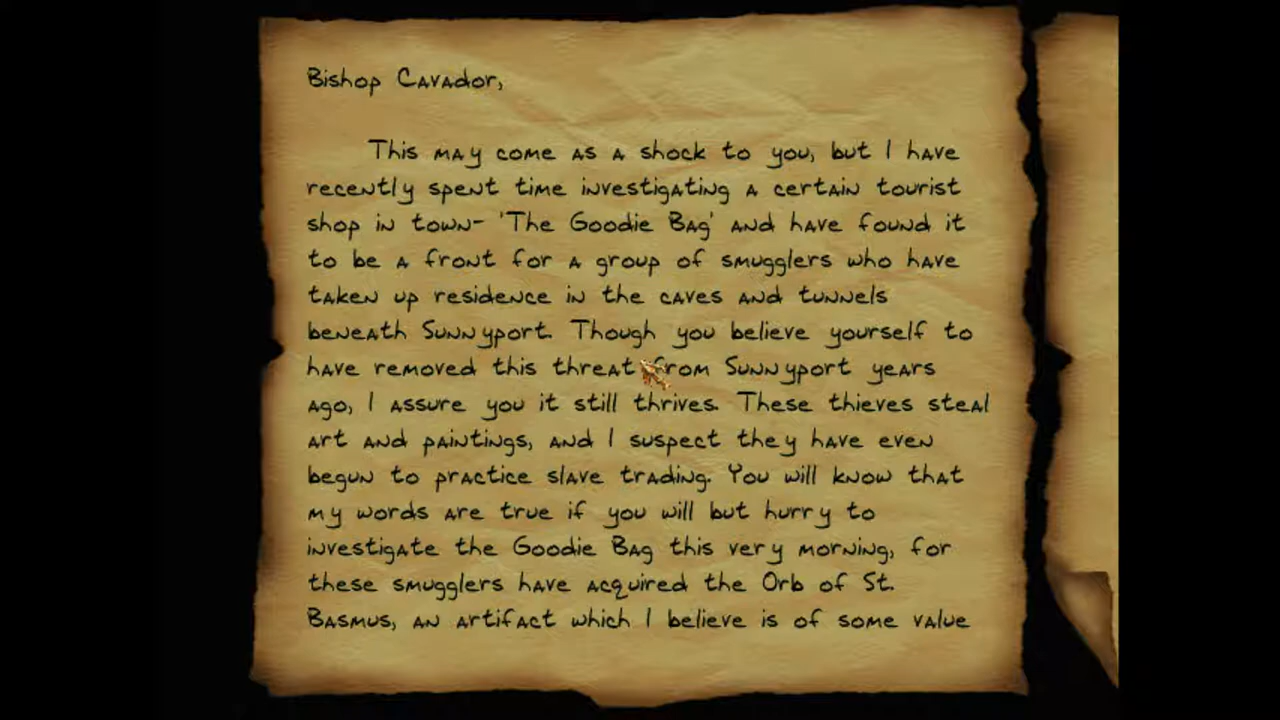 Bishop Cavador,
This may come as a shock to you, but I have
recently spent time investigating a certain tourist
shop in town- 'The Goodie Bag' and have found it
to be a front for a group of smugglers who have
taken up residence in the caves and tunnels
beneath Sunnyport. Though you believe yourself to
have removed this threat from Sunnyport years
ago, I assure you it still thrives. These thieves steal
art and paintings, and I suspect they have even
begun to practice slave trading. You will know that
my words are true if you will but hurry to
investigate the Goodie Bag this very morning, for
these smugglers have acquired the Orb of St.
Basmus, an artifact which I believe is of some value